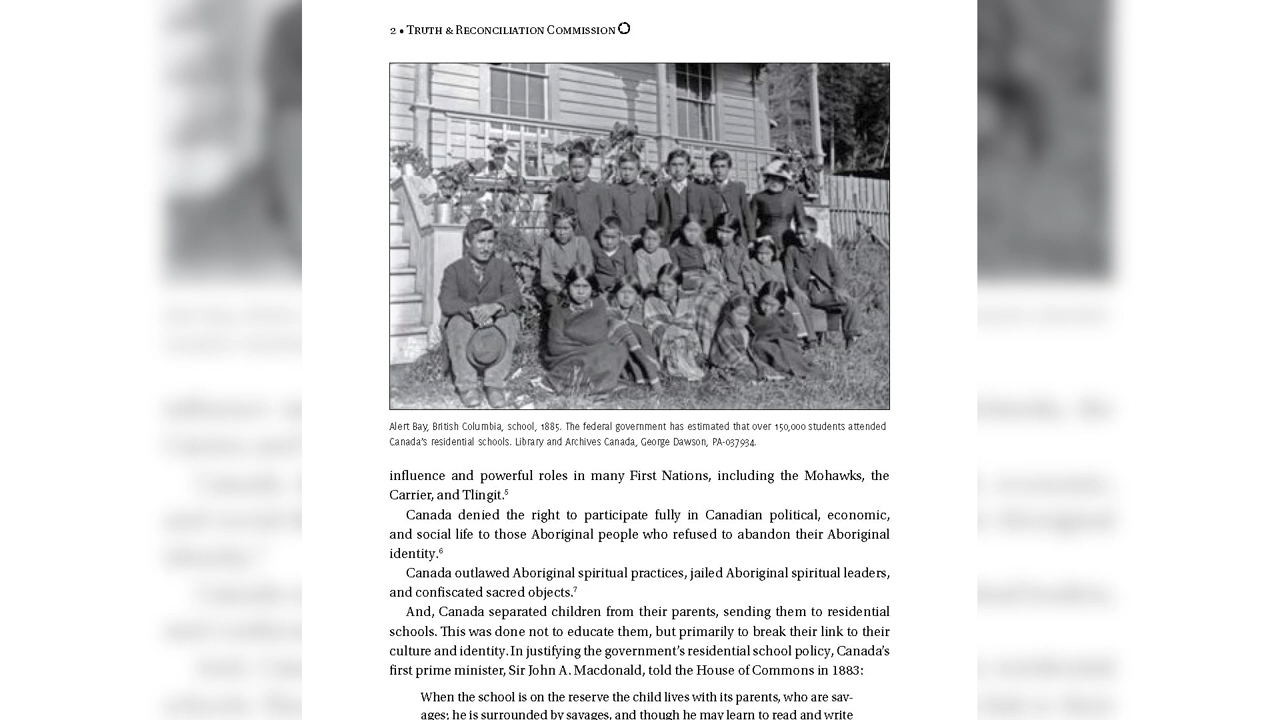 2 • Truth & Reconciliation Commission
Alert Bay, British Columbia, school, 1885. The federal government has estimated that over 150,000 students attended
Canada's residential schools. Library and Archives Canada, George Dawson, PA-037934.
influence and powerful roles in many First Nations, including the Mohawks, the
Carrier, and Tlingit.5
Canada denied the right to participate fully in Canadian political, economic,
and social life to those Aboriginal people who refused to abandon their Aboriginal
identity.6
Canada outlawed Aboriginal spiritual practices, jailed Aboriginal spiritual leaders,
and confiscated sacred objects.7
And, Canada separated children from their parents, sending them to residential
schools. This was done not to educate them, but primarily to break their link to their
culture and identity. In justifying the government's residential school policy, Canada's
first prime minister, Sir John A. Macdonald, told the House of Commons in 1883:
When the school is on the reserve the child lives with its parents, who are sav-
ages; he is surrounded by savages, and though he may learn to read and write